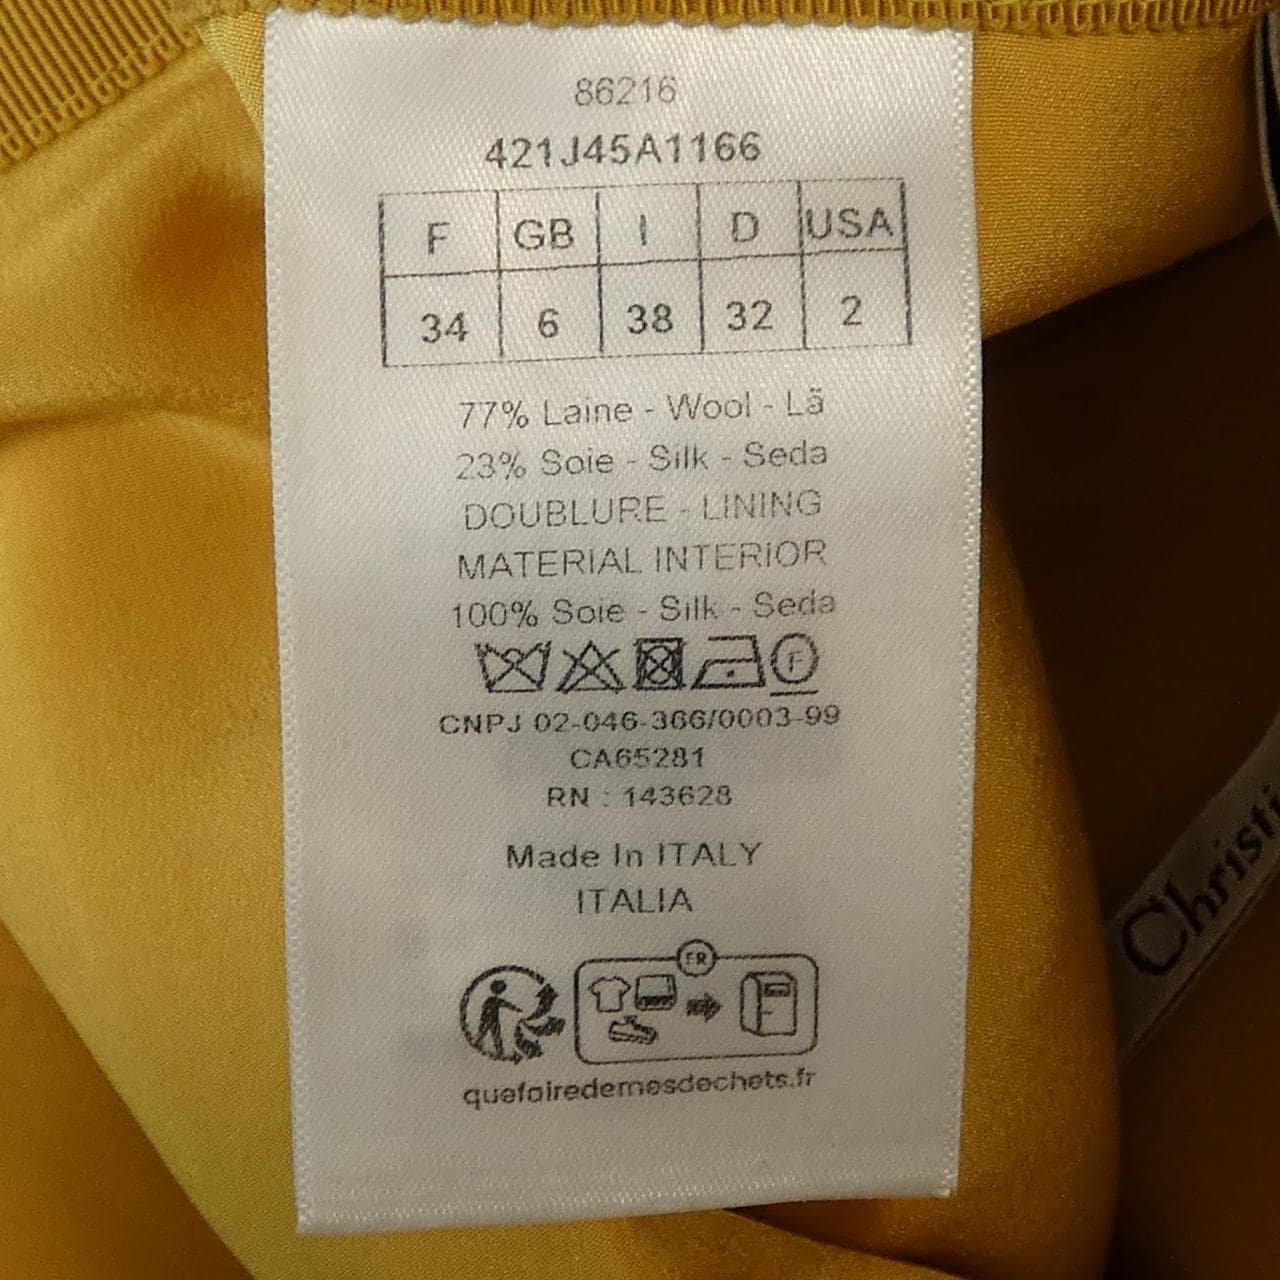 86216
421J45A1166
F GB I D USA
34 6 38 32 2
77% Laine - Wool - Lã
23% Soie - Silk - Seda
DOUBLURE - LINING
MATERIAL INTERIOR
100% Soie - Silk - Seda
F
CNPJ 02-046-366/0003-99
CA65281
RN : 143628
Made In ITALY
ITALIA
FR
quefairedemesdechets.fr
Christi